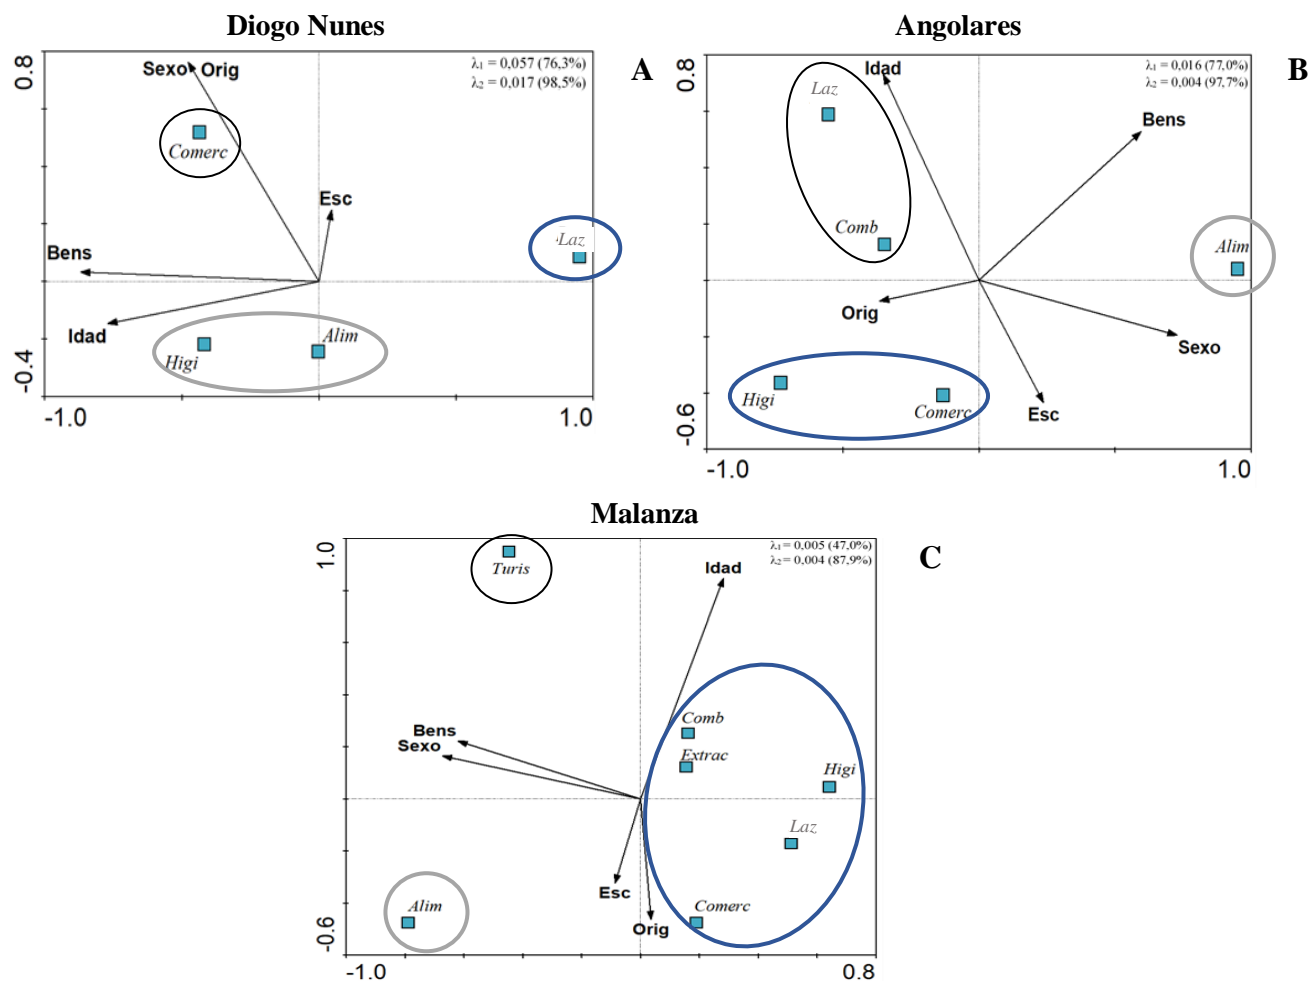 Diogo Nunes
A
0.8
Sexo Orig
λ1 = 0,057 (76,3%)
λ2 = 0,017 (98,5%)
Comerc
Esc
Laz
Bens
Idad
Alim
Higi
-0.4
-1.0
1.0
Angolares
B
0.8
Idad
λ1 = 0,016 (77,0%)
λ2 = 0,004 (97,7%)
Laz
Bens
Comb
Alim
Orig
Sexo
Higi
Comerc
Esc
-0.6
-1.0
1.0
Malanza
C
1.0
λ1 = 0,005 (47,0%)
λ2 = 0,004 (87,9%)
Turis
Idad
Comb
Bens
Sexo
Extrac
Higi
Laz
Esc
Alim
Comerc
Orig
-0.6
-1.0
0.8